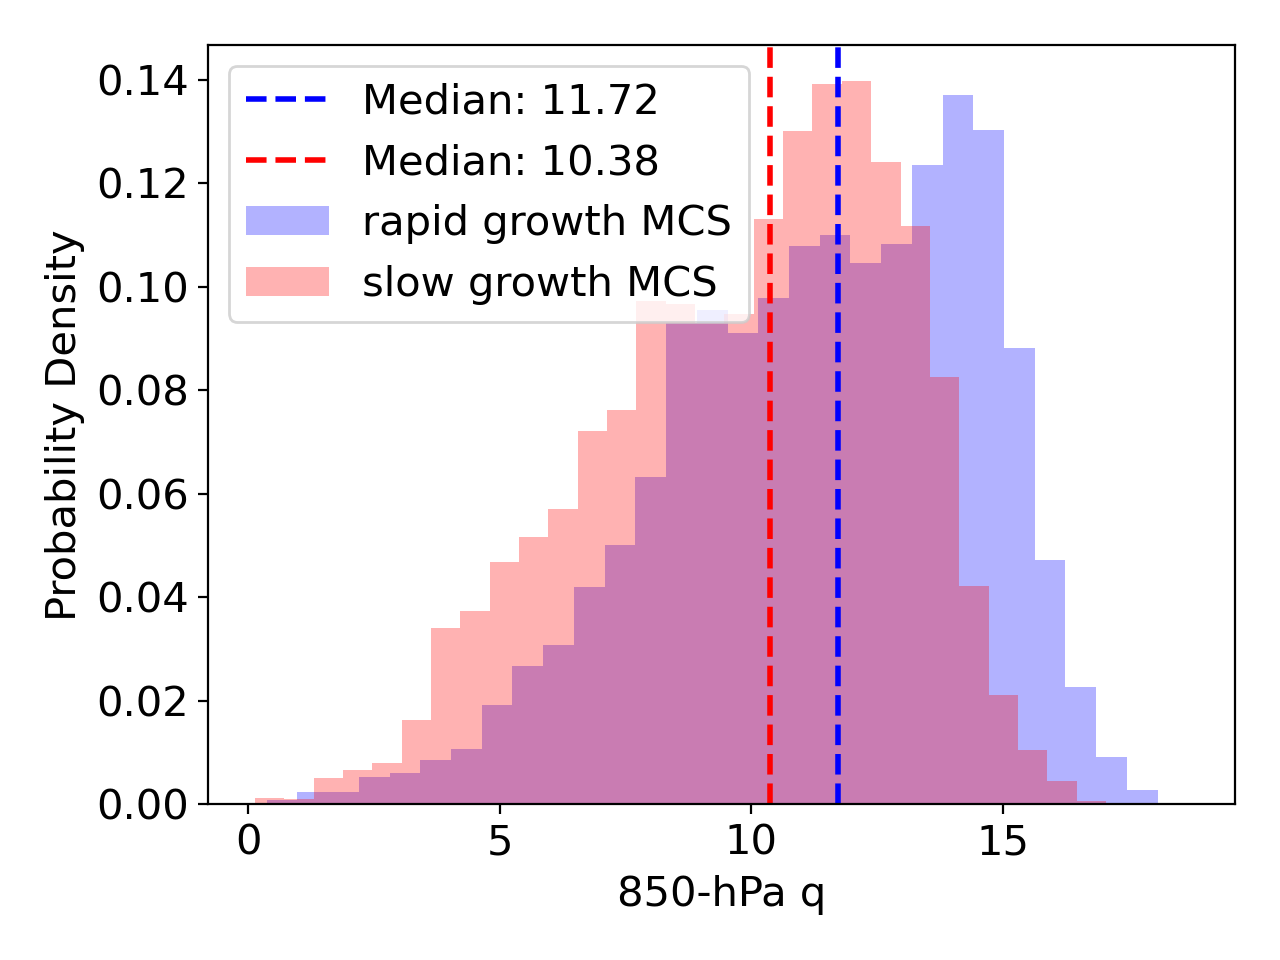 Median: 11.72
Median: 10.38
rapid growth MCS
slow growth MCS
0.14
0.12
0.10
0.08
0.06
0.04
0.02
0.00
Probability Density
0
5
10
15
850-hPa q